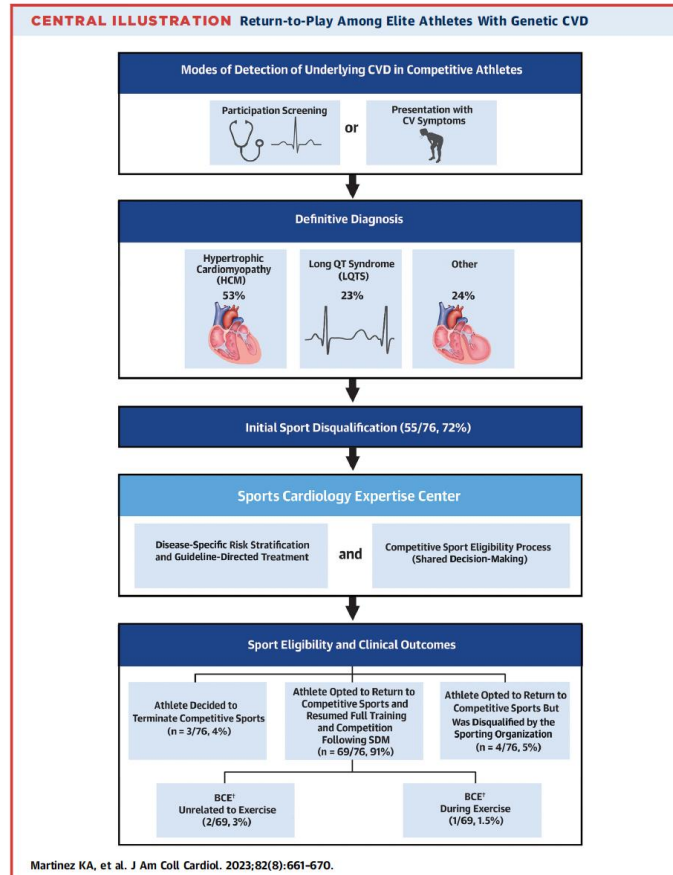 CENTRAL ILLUSTRATION Return-to-Play Among Elite Athletes With Genetic CVD
Modes of Detection of Underlying CVD in Competitive Athletes
Participation Screening
or
Presentation with
CV Symptoms
Definitive Diagnosis
Hypertrophic
Cardiomyopathy
(HCM)
53%
Long QT Syndrome
(LQTS)
23%
Other
24%
Initial Sport Disqualification (55/76, 72%)
Sports Cardiology Expertise Center
Disease-Specific Risk Stratification
and Guideline-Directed Treatment
and
Competitive Sport Eligibility Process
(Shared Decision-Making)
Sport Eligibility and Clinical Outcomes
Athlete Decided to
Terminate Competitive Sports
(n = 3/76, 4%)
Athlete Opted to Return to
Competitive Sports and
Resumed Full Training
and Competition
Following SDM
(n = 69/76, 91%)
Athlete Opted to Return to
Competitive Sports But
Was Disqualified by the
Sporting Organization
(n = 4/76, 5%)
BCE†
Unrelated to Exercise
(2/69, 3%)
BCE†
During Exercise
(1/69, 1.5%)
Martinez KA, et al. J Am Coll Cardiol. 2023;82(8):661–670.